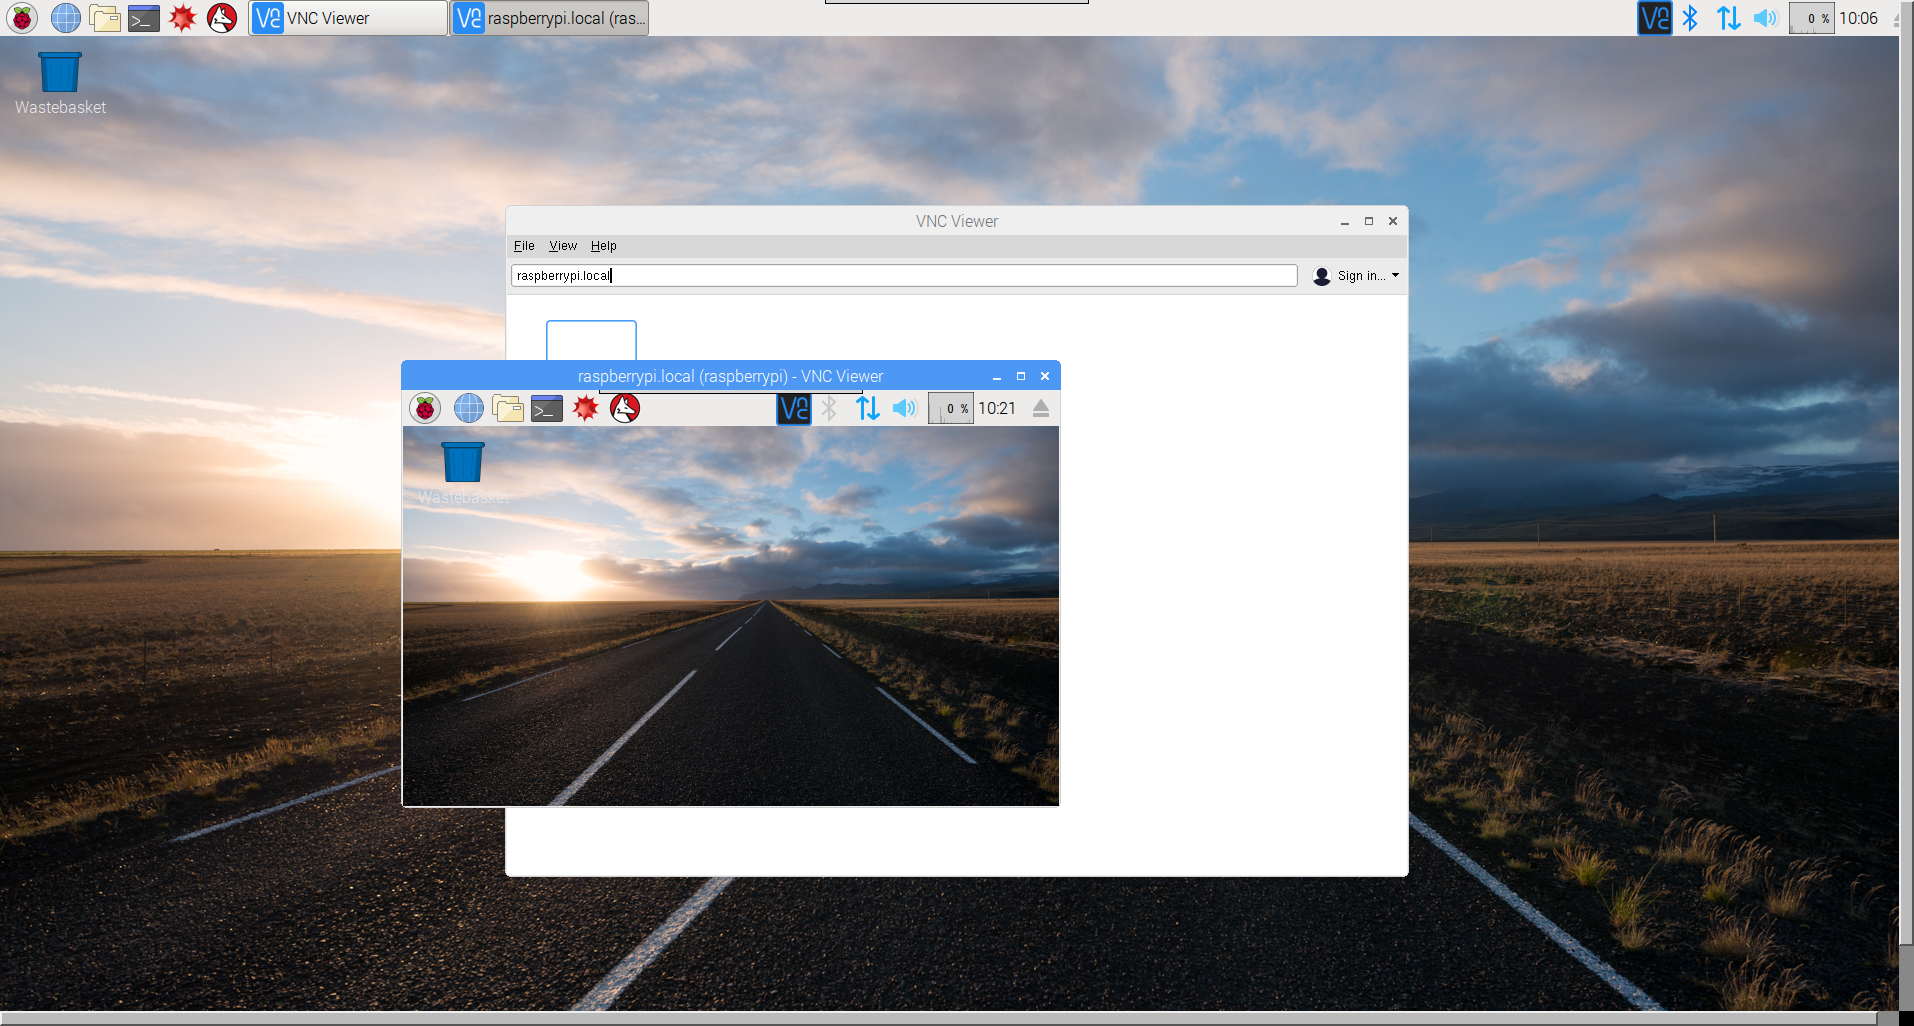 VNC Viewer
raspberrypi.local (ras...
0 %
10:06
Wastebasket
VNC Viewer
File View Help
raspberrypi.local
Sign in...
raspberrypi.local (raspberrypi) - VNC Viewer
0 %
10:21
Wastebasket